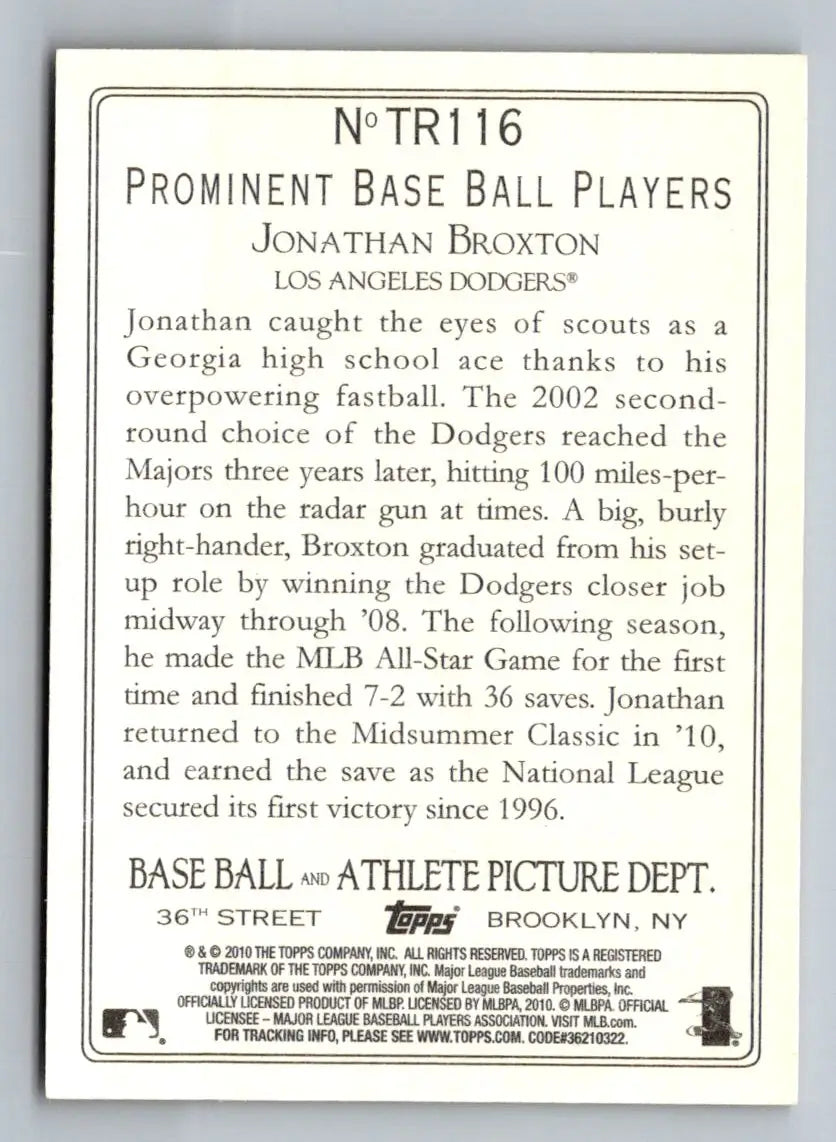 Nº TR116
PROMINENT BASE BALL PLAYERS
JONATHAN BROXTON
LOS ANGELES DODGERS®
Jonathan caught the eyes of scouts as a
Georgia high school ace thanks to his
overpowering fastball. The 2002 second-
round choice of the Dodgers reached the
Majors three years later, hitting 100 miles-per-
hour on the radar gun at times. A big, burly
right-hander, Broxton graduated from his set-
up role by winning the Dodgers closer job
midway through ’08. The following season,
he made the MLB All-Star Game for the first
time and finished 7-2 with 36 saves. Jonathan
returned to the Midsummer Classic in ’10,
and earned the save as the National League
secured its first victory since 1996.
BASE BALL AND ATHLETE PICTURE DEPT.
36TH STREET topps® BROOKLYN, NY
® & © 2010 THE TOPPS COMPANY, INC. ALL RIGHTS RESERVED. TOPPS IS A REGISTERED
TRADEMARK OF THE TOPPS COMPANY, INC. Major League Baseball trademarks and
copyrights are used with permission of Major League Baseball Properties, Inc.
OFFICIALLY LICENSED PRODUCT OF MLBP. LICENSED BY MLBPA, 2010. © MLBPA. OFFICIAL
LICENSEE – MAJOR LEAGUE BASEBALL PLAYERS ASSOCIATION. VISIT MLB.com.
FOR TRACKING INFO, PLEASE SEE WWW.TOPPS.COM. CODE#36210322.